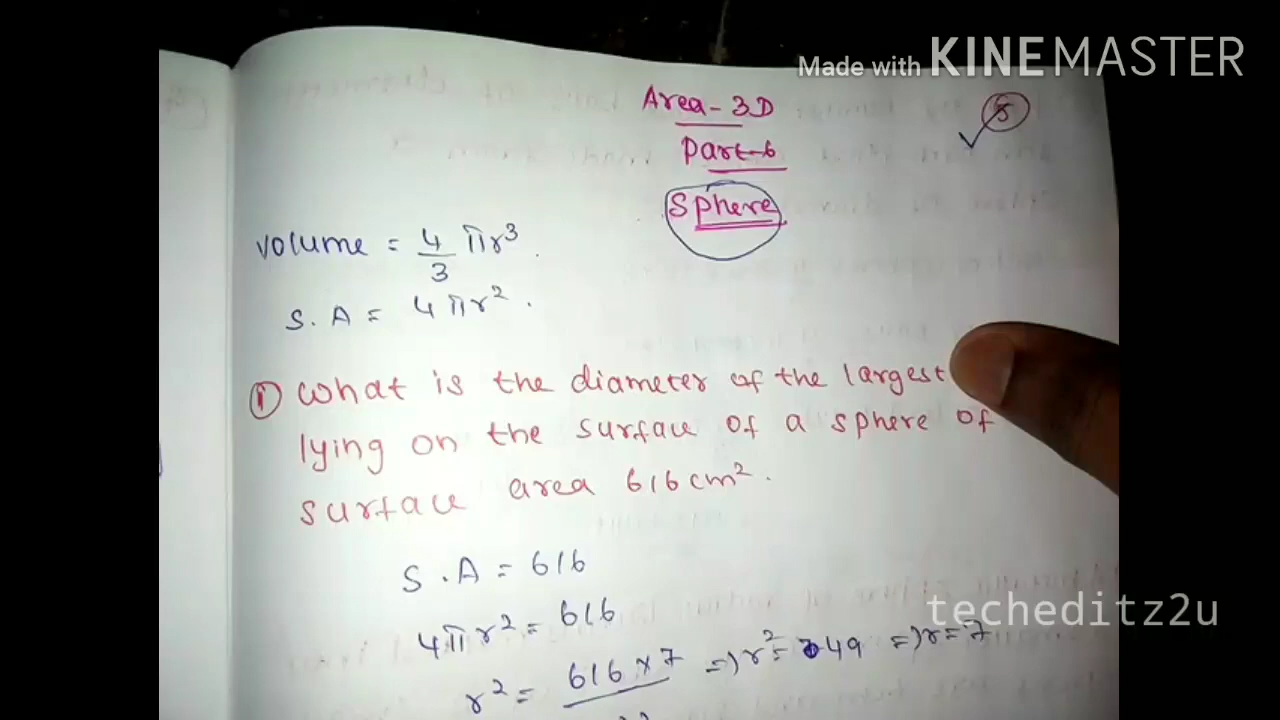 Made with KINEMASTER
Area - 3D
Part-6
Sphere
5
volume = 4/3 πr³
S.A = 4πr²
① What is the diameter of the largest
lying on the surface of a sphere of
surface area 616cm².
S.A = 616
4πr² = 616
r² = 616 × 7 => r² = 49 => r = 7
techeditz2u